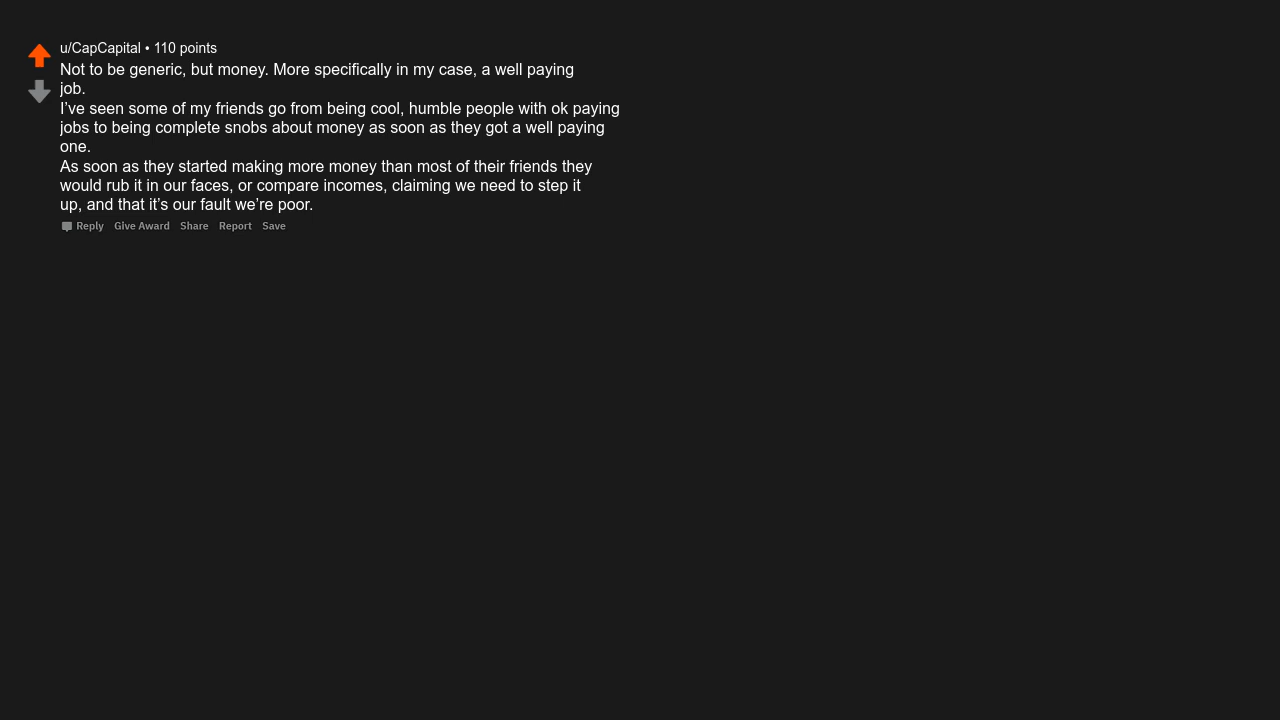 u/CapCapital • 110 points
Not to be generic, but money. More specifically in my case, a well paying
job.
I’ve seen some of my friends go from being cool, humble people with ok paying
jobs to being complete snobs about money as soon as they got a well paying
one.
As soon as they started making more money than most of their friends they
would rub it in our faces, or compare incomes, claiming we need to step it
up, and that it’s our fault we’re poor.
Reply Give Award Share Report Save